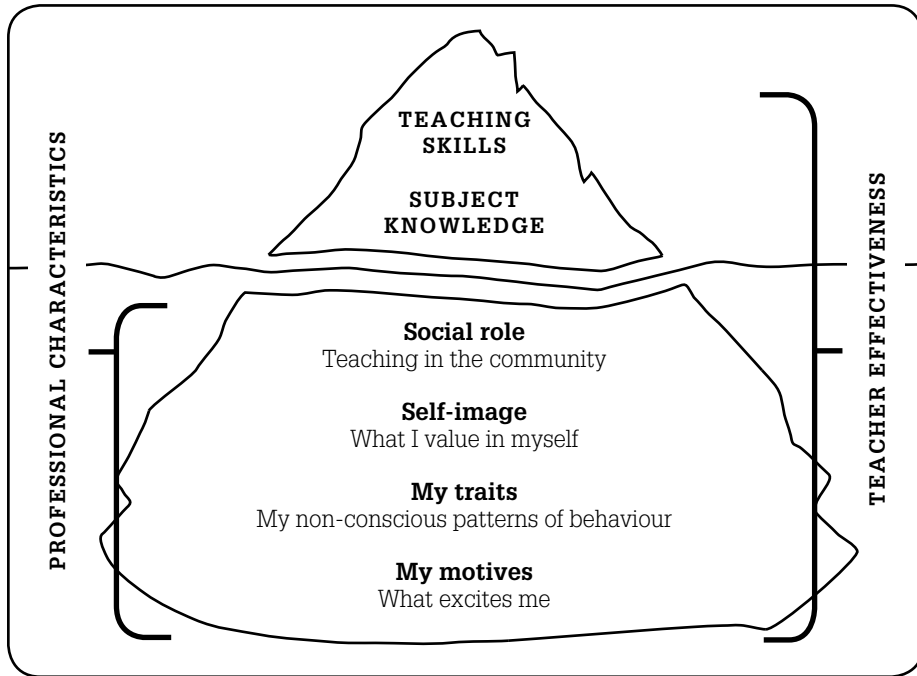 TEACHING
SKILLS
SUBJECT
KNOWLEDGE
PROFESSIONAL CHARACTERISTICS
TEACHER EFFECTIVENESS
Social role
Teaching in the community
Self-image
What I value in myself
My traits
My non-conscious patterns of behaviour
My motives
What excites me